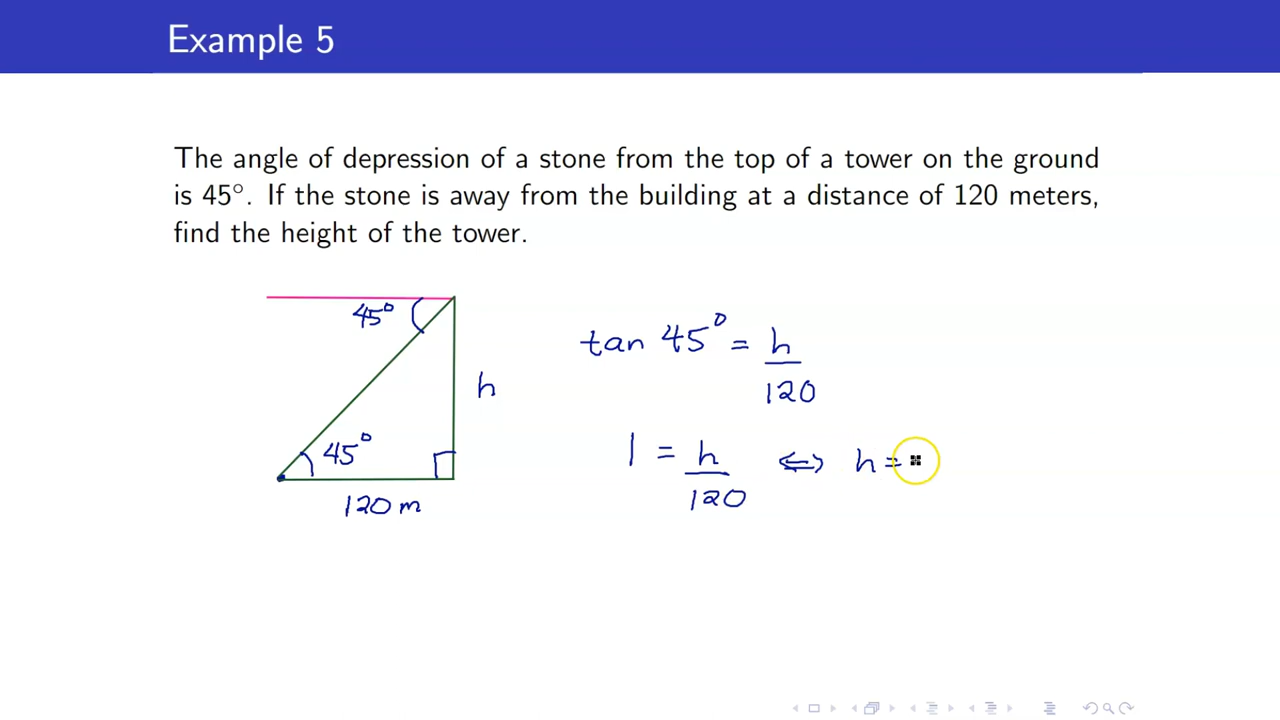 Example 5
The angle of depression of a stone from the top of a tower on the ground
is 45°. If the stone is away from the building at a distance of 120 meters,
find the height of the tower.
45°
h
45°
120 m
tan 45° = h/120
1 = h/120 ⇔ h =